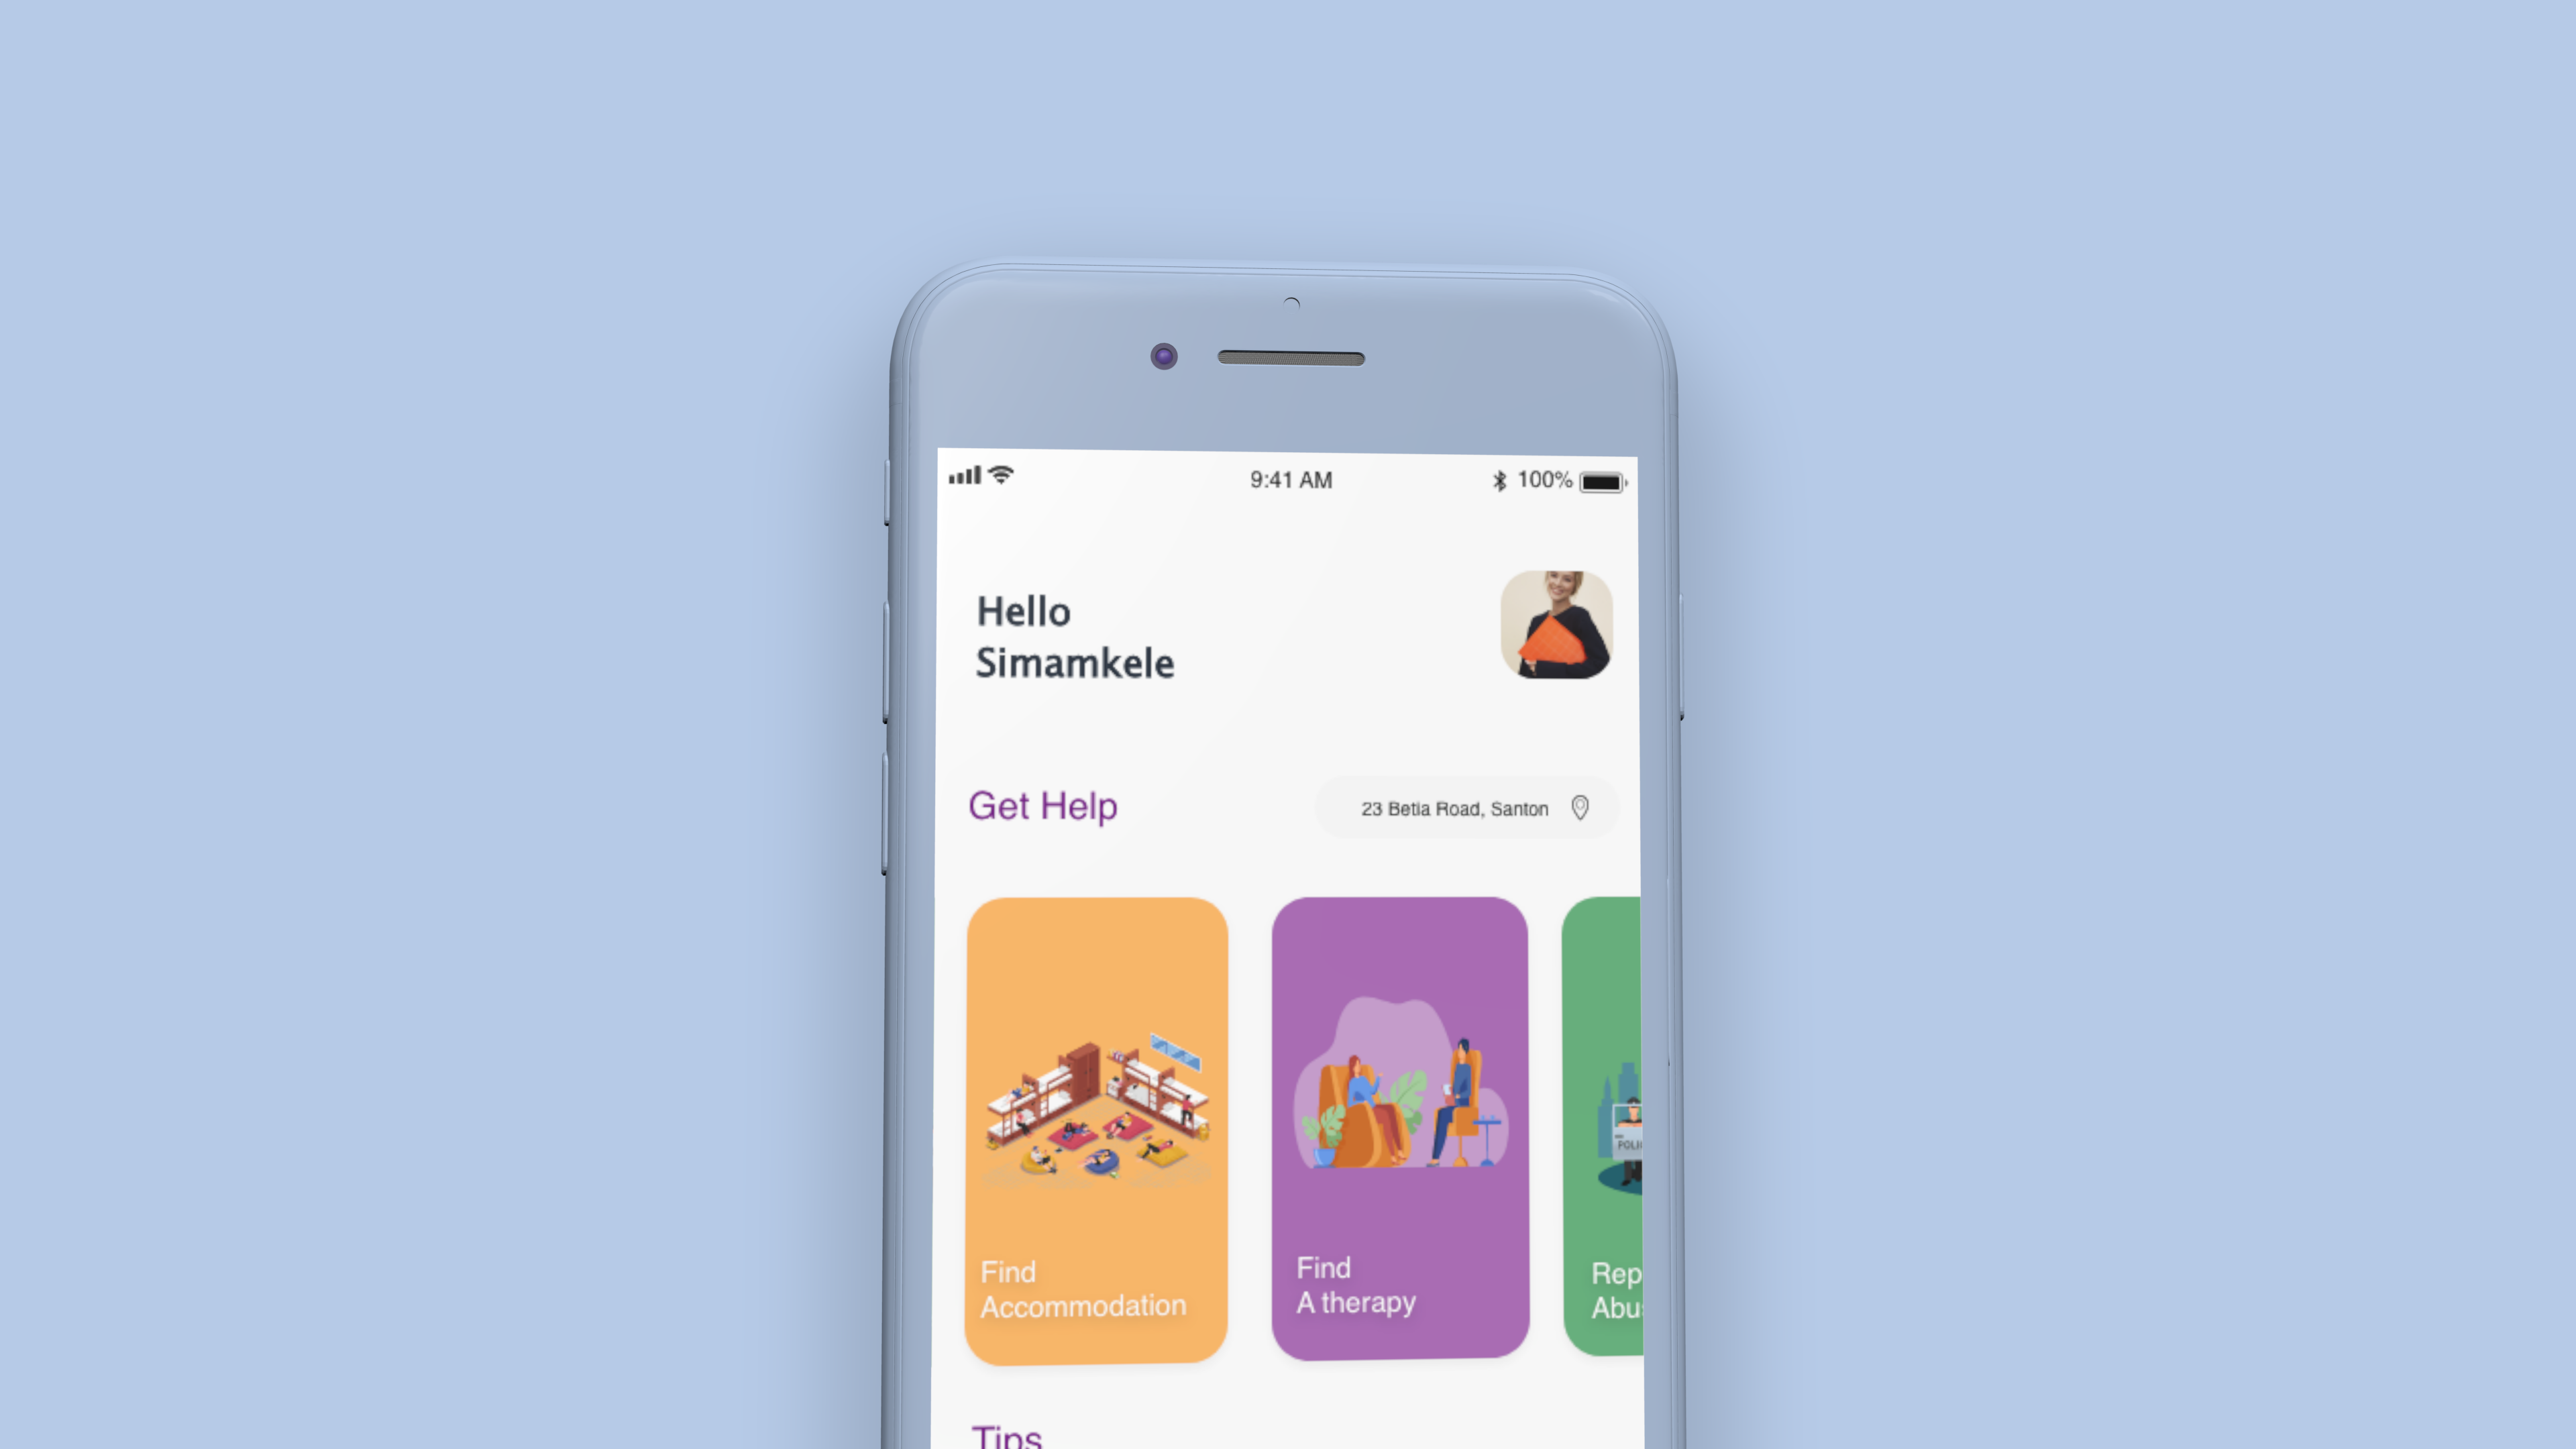 9:41 AM
100%
Hello
Simamkele
Get Help
23 Betia Road, Santon
Find
Accommodation
Find
A therapy
Rep
Abu
POLI
Tips